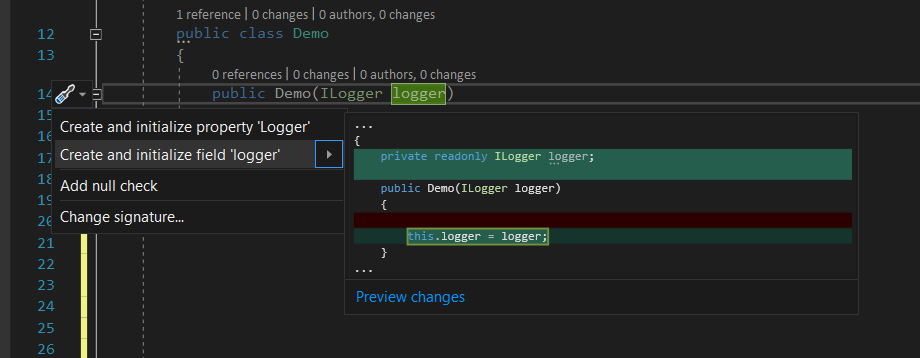 1 reference | 0 changes | 0 authors, 0 changes
12 public class Demo
13 {
0 references | 0 changes | 0 authors, 0 changes
14 public Demo(ILogger logger)
15
16
17
18
19
20
21
22
23
24
25
26
Create and initialize property 'Logger'
Create and initialize field 'logger'
Add null check
Change signature...
...
{
private readonly ILogger logger;
public Demo(ILogger logger)
{
this.logger = logger;
}
...
Preview changes